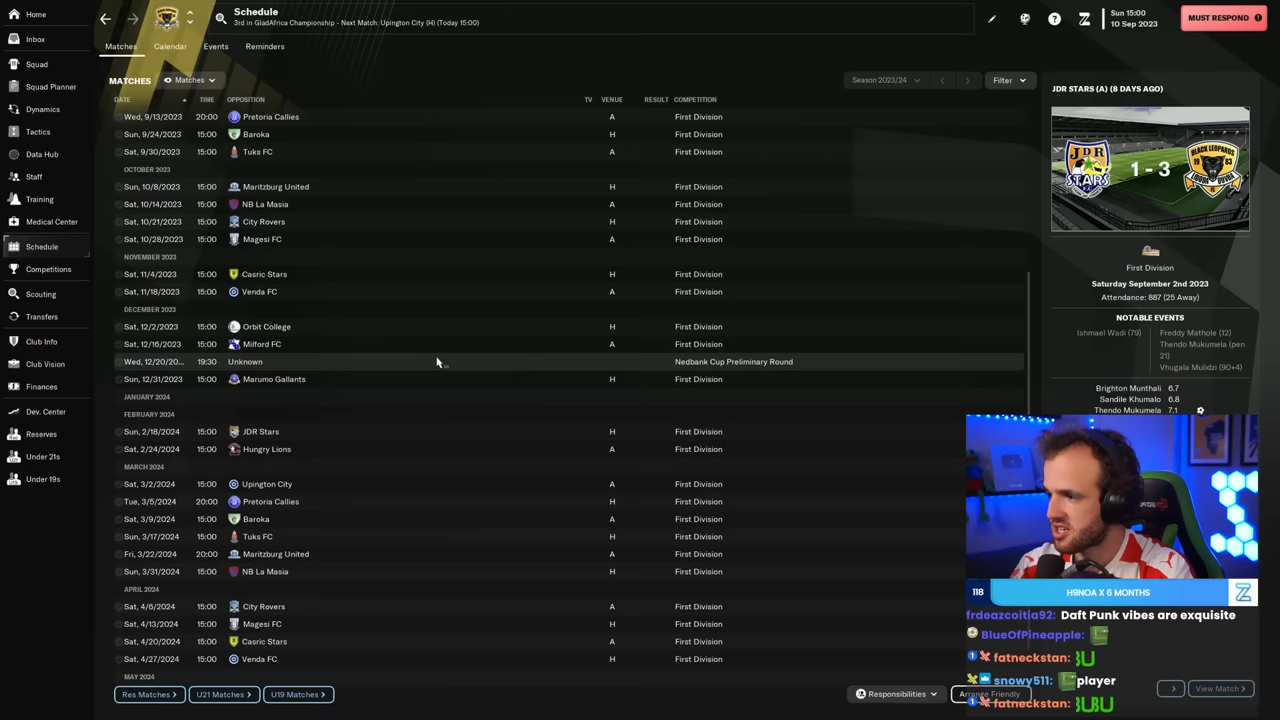 Home
Inbox
Squad
Squad Planner
Dynamics
Tactics
Data Hub
Staff
Training
Medical Center
Schedule
Competitions
Scouting
Transfers
Club Info
Club Vision
Finances
Dev. Center
Reserves
Under 21s
Under 19s
Schedule
3rd in GladAfrica Championship - Next Match: Upington City (H) (Today 15:00)
Sun 15:00
10 Sep 2023
MUST RESPOND
Matches Calendar Events Reminders
MATCHES Matches Season 2023/24 Filter
DATE TIME OPPOSITION TV VENUE RESULT COMPETITION
Wed, 9/13/2023 20:00 Pretoria Callies A First Division
Sun, 9/24/2023 15:00 Baroka H First Division
Sat, 9/30/2023 15:00 Tuks FC A First Division
OCTOBER 2023
Sun, 10/8/2023 15:00 Maritzburg United H First Division
Sat, 10/14/2023 15:00 NB La Masia A First Division
Sat, 10/21/2023 15:00 City Rovers H First Division
Sat, 10/28/2023 15:00 Magesi FC A First Division
NOVEMBER 2023
Sat, 11/4/2023 15:00 Casric Stars H First Division
Sat, 11/18/2023 15:00 Venda FC A First Division
DECEMBER 2023
Sat, 12/2/2023 15:00 Orbit College H First Division
Sat, 12/16/2023 15:00 Milford FC A First Division
Wed, 12/20/20... 19:30 Unknown Nedbank Cup Preliminary Round
Sun, 12/31/2023 15:00 Marumo Gallants H First Division
JANUARY 2024
FEBRUARY 2024
Sun, 2/18/2024 15:00 JDR Stars H First Division
Sat, 2/24/2024 15:00 Hungry Lions A First Division
MARCH 2024
Sat, 3/2/2024 15:00 Upington City A First Division
Tue, 3/5/2024 20:00 Pretoria Callies H First Division
Sat, 3/9/2024 15:00 Baroka A First Division
Sun, 3/17/2024 15:00 Tuks FC H First Division
Fri, 3/22/2024 20:00 Maritzburg United A First Division
Sun, 3/31/2024 15:00 NB La Masia H First Division
APRIL 2024
Sat, 4/6/2024 15:00 City Rovers A First Division
Sat, 4/13/2024 15:00 Magesi FC H First Division
Sat, 4/20/2024 15:00 Casric Stars A First Division
Sat, 4/27/2024 15:00 Venda FC H First Division
MAY 2024
Res Matches U21 Matches U19 Matches
Responsibilities
Arrange Friendly
View Match
JDR STARS (A) (8 DAYS AGO)
JDR
STARS
1 - 3
BLACK LEOPARDS
First Division
Saturday September 2nd 2023
Attendance: 887 (25 Away)
NOTABLE EVENTS
Ishmael Wadi (79) Freddy Mathole (12)
Thendo Mukumela (pen
21)
Vhugala Mulidzi (90+4)
Brighton Munthali 6.7
Sandile Khumalo 6.8
Thendo Mukumela 7.1
118 H9NOA X 6 MONTHS
frdeazcoitia92: Daft Punk vibes are exquisite
BlueOfPineapple:
fatneckstan: BU
snowy511: player
fatneckstan: BUBU